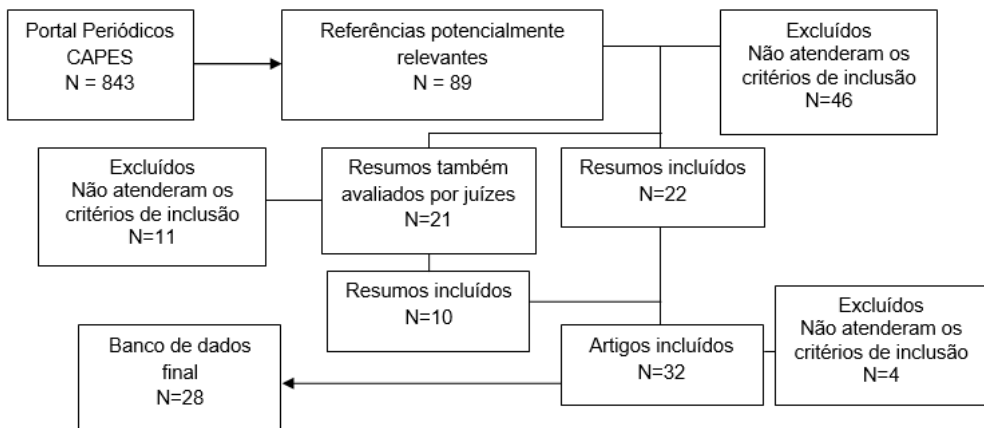 Portal Periódicos
CAPES
N = 843
Referências potencialmente
relevantes
N = 89
Excluídos
Não atenderam os
critérios de inclusão
N=46
Excluídos
Não atenderam os
critérios de inclusão
N=11
Resumos também
avaliados por juízes
N=21
Resumos incluídos
N=22
Resumos incluídos
N=10
Excluídos
Não atenderam os
critérios de inclusão
N=4
Banco de dados
final
N=28
Artigos incluídos
N=32